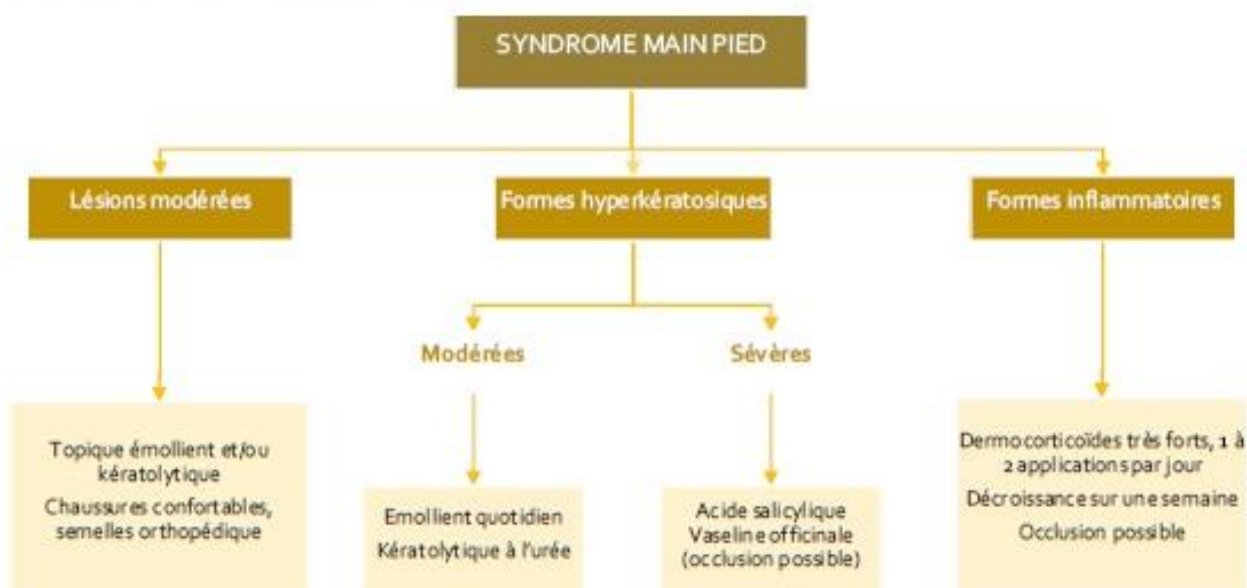 SYNDROME MAIN PIED
Lésions modérées
Formes hyperkératosiques
Formes inflammatoires
Modérées
Sévères
Topique émollient et/ou
kératolytique
Chaussures confortables,
semelles orthopédique
Emollient quotidien
Kératolytique à l'urée
Acide salicylique
Vaseline officinale
(occlusion possible)
Dermocorticoïdes très forts, 1 à
2 applications par jour
Décroissance sur une semaine
Occlusion possible